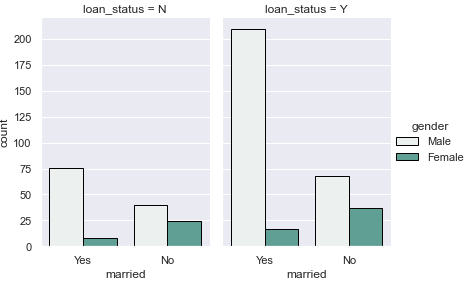 loan_status = N
loan_status = Y
200
175
150
125
100
75
50
25
0
count
Yes
No
Yes
No
married
married
gender
Male
Female